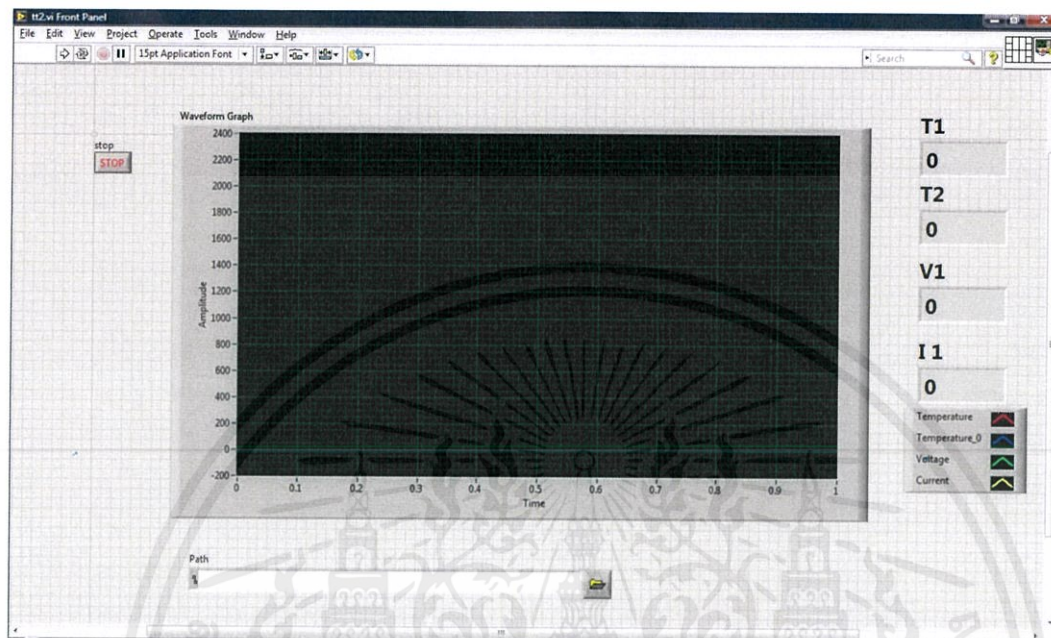 tt2.vi Front Panel
File Edit View Project Operate Tools Window Help
15pt Application Font
Search
stop
STOP
Waveform Graph
Amplitude
2400
2200
2000
1800
1600
1400
1200
1000
800
600
400
200
0
-200
0 0.1 0.2 0.3 0.4 0.5 0.6 0.7 0.8 0.9 1
Time
T1
0
T2
0
V1
0
I 1
0
Temperature
Temperature_0
Voltage
Current
Path